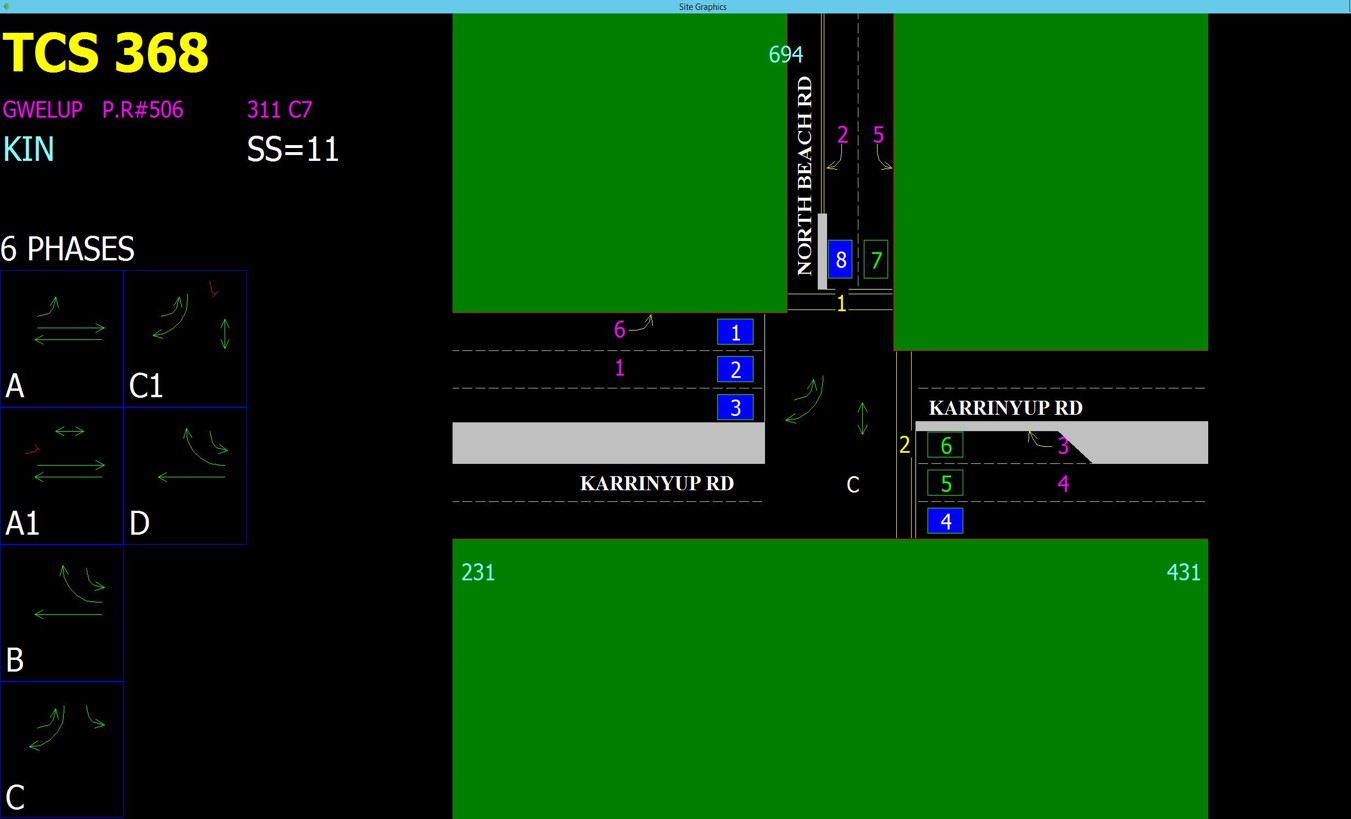 Site Graphics
TCS 368
GWELUP P.R#506 311 C7
KIN SS=11
6 PHASES
A C1
A1 D
B
C
694
NORTH BEACH RD
2 5
8 7
1
6 1
1 2
3
KARRINYUP RD
KARRINYUP RD
2 6 3
5 4
4
C
231 431